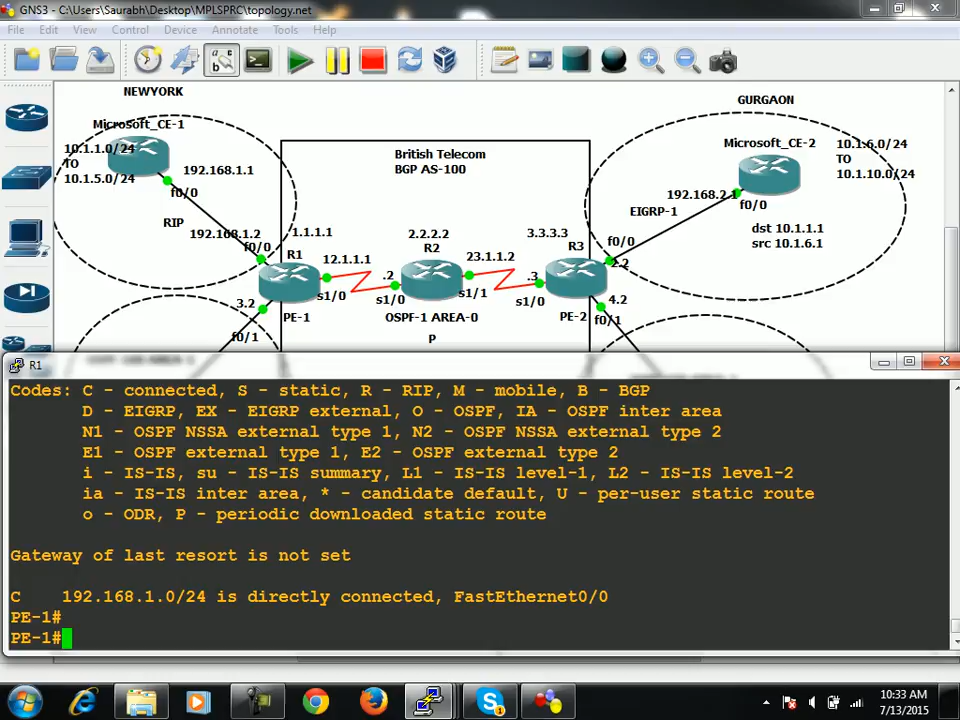 GNS3 - C:\Users\Saurabh\Desktop\MPLSPRC\topology.net
File Edit View Control Device Annotate Tools Help
NEWYORK
Microsoft_CE-1
10.1.1.0/24
TO
10.1.5.0/24
192.168.1.1
f0/0
RIP
192.168.1.2
f0/0
1.1.1.1
R1
12.1.1.1
s1/0
PE-1
3.2
f0/1
British Telecom
BGP AS-100
2.2.2.2
R2
.2
s1/0
s1/1
23.1.1.2
OSPF-1 AREA-0
P
3.3.3.3
R3
.3
s1/0
PE-2
f0/0
2.2
4.2
f0/1
GURGAON
Microsoft_CE-2
10.1.6.0/24
TO
10.1.10.0/24
192.168.2.1
f0/0
EIGRP-1
dst 10.1.1.1
src 10.1.6.1
R1
Codes: C - connected, S - static, R - RIP, M - mobile, B - BGP
D - EIGRP, EX - EIGRP external, O - OSPF, IA - OSPF inter area
N1 - OSPF NSSA external type 1, N2 - OSPF NSSA external type 2
E1 - OSPF external type 1, E2 - OSPF external type 2
i - IS-IS, su - IS-IS summary, L1 - IS-IS level-1, L2 - IS-IS level-2
ia - IS-IS inter area, * - candidate default, U - per-user static route
o - ODR, P - periodic downloaded static route
Gateway of last resort is not set
C 192.168.1.0/24 is directly connected, FastEthernet0/0
PE-1#
PE-1#
10:33 AM
7/13/2015